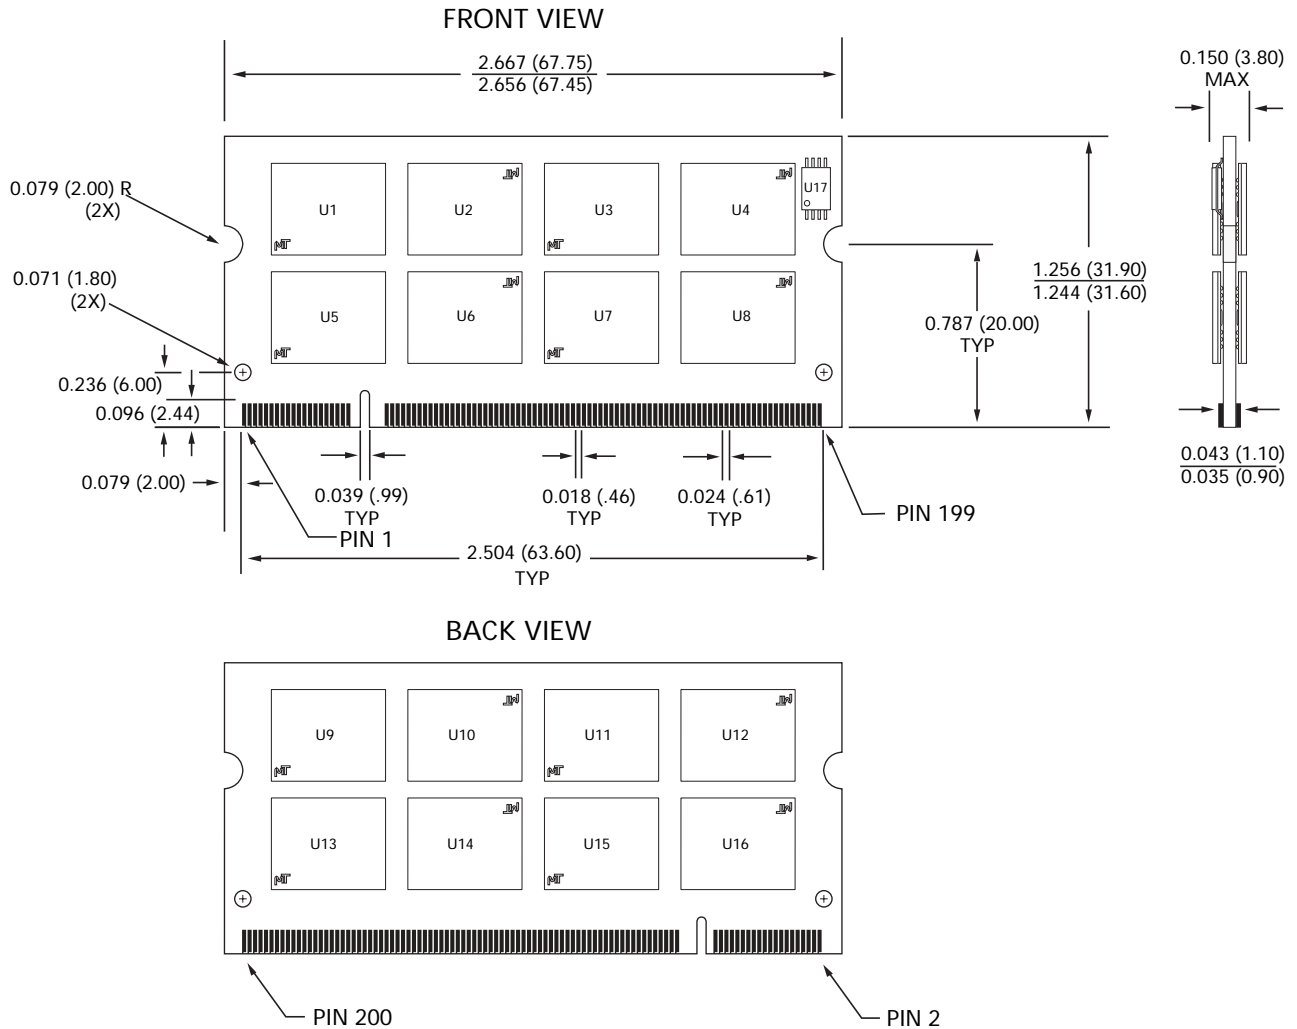 FRONT VIEW
2.667 (67.75)
2.656 (67.45)
0.150 (3.80)
MAX
0.079 (2.00) R
(2X)
U1
U2
U3
U4
U17
0.071 (1.80)
(2X)
1.256 (31.90)
1.244 (31.60)
U5
U6
U7
U8
0.787 (20.00)
TYP
0.236 (6.00)
0.096 (2.44)
0.079 (2.00)
0.039 (.99)
TYP
0.018 (.46)
TYP
0.024 (.61)
TYP
0.043 (1.10)
0.035 (0.90)
PIN 199
PIN 1
2.504 (63.60)
TYP
BACK VIEW
U9
U10
U11
U12
U13
U14
U15
U16
PIN 200
PIN 2